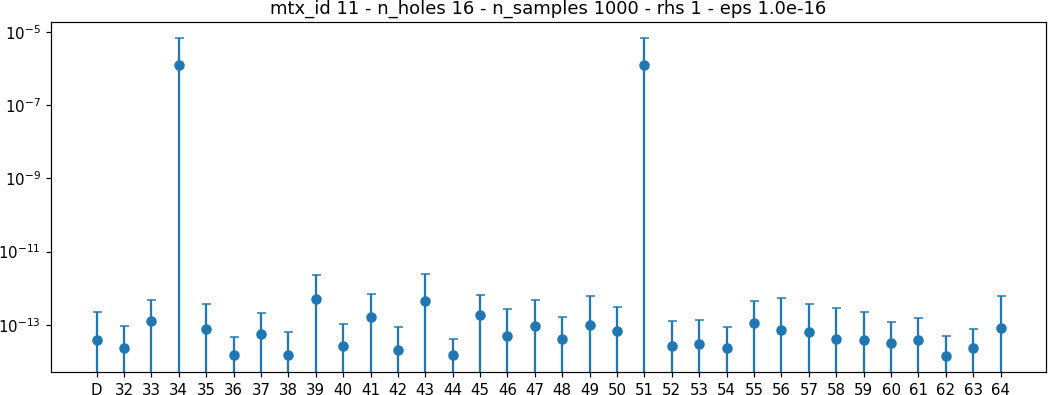 mtx_id 11 - n_holes 16 - n_samples 1000 - rhs 1 - eps 1.0e-16
10⁻⁵
10⁻⁷
10⁻⁹
10⁻¹¹
10⁻¹³
D 32 33 34 35 36 37 38 39 40 41 42 43 44 45 46 47 48 49 50 51 52 53 54 55 56 57 58 59 60 61 62 63 64